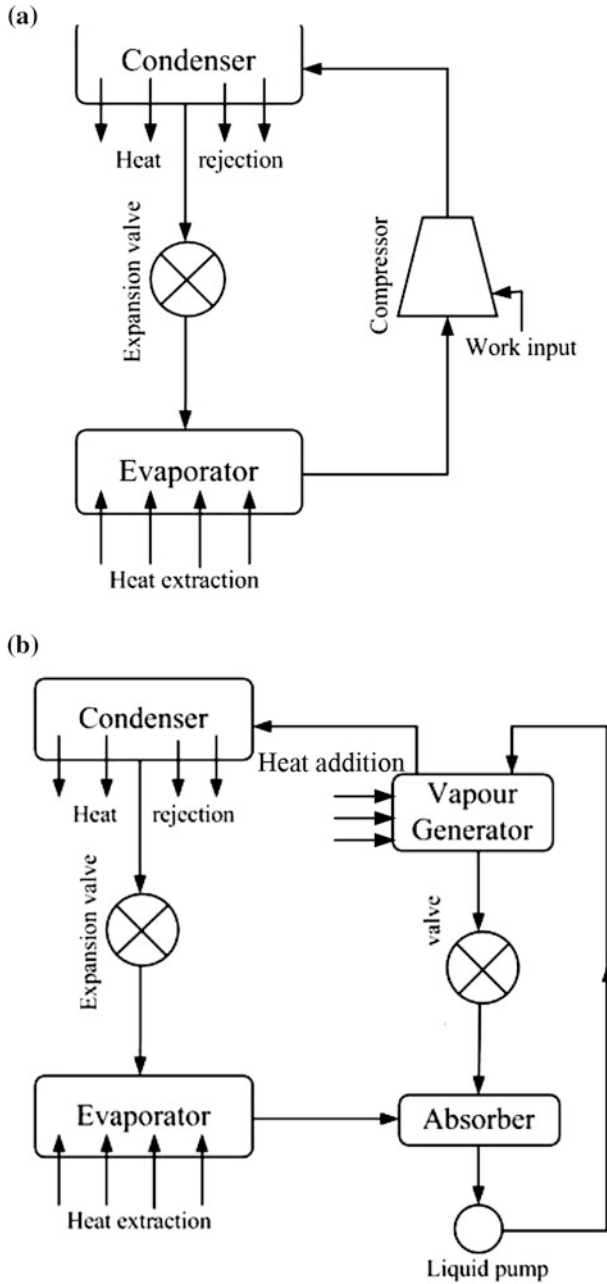 (a)
Condenser
Heat rejection
Expansion valve
Compressor
Work input
Evaporator
Heat extraction
(b)
Condenser
Heat addition
Heat rejection
Vapour
Generator
Expansion valve
valve
Evaporator
Absorber
Heat extraction
Liquid pump